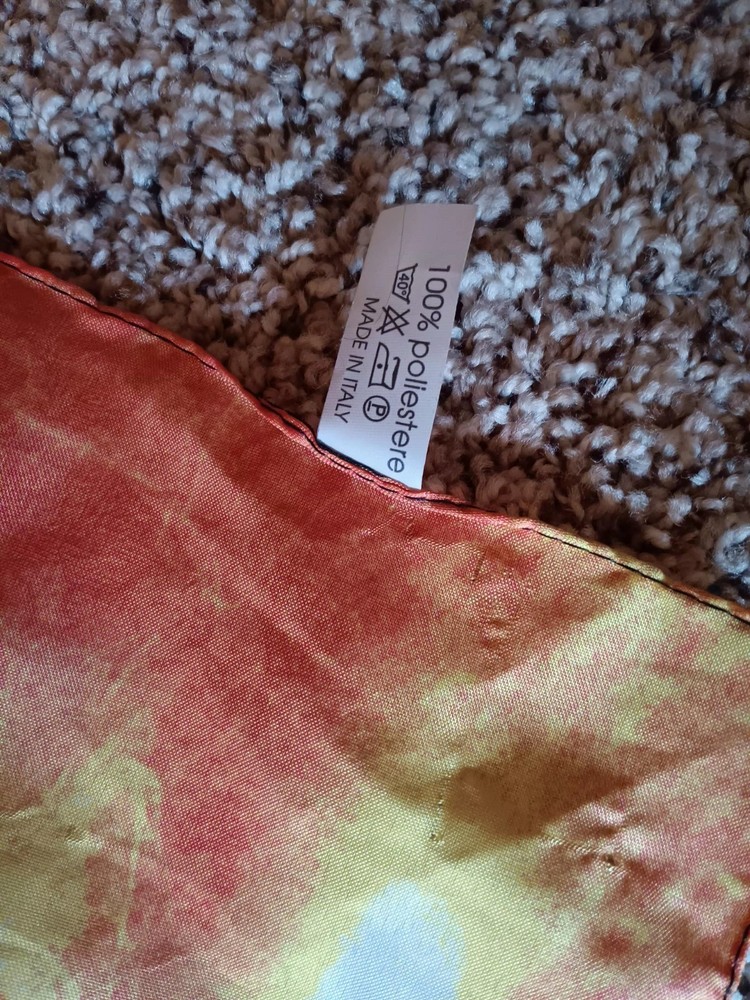 100% poliestere
40° P
MADE IN ITALY